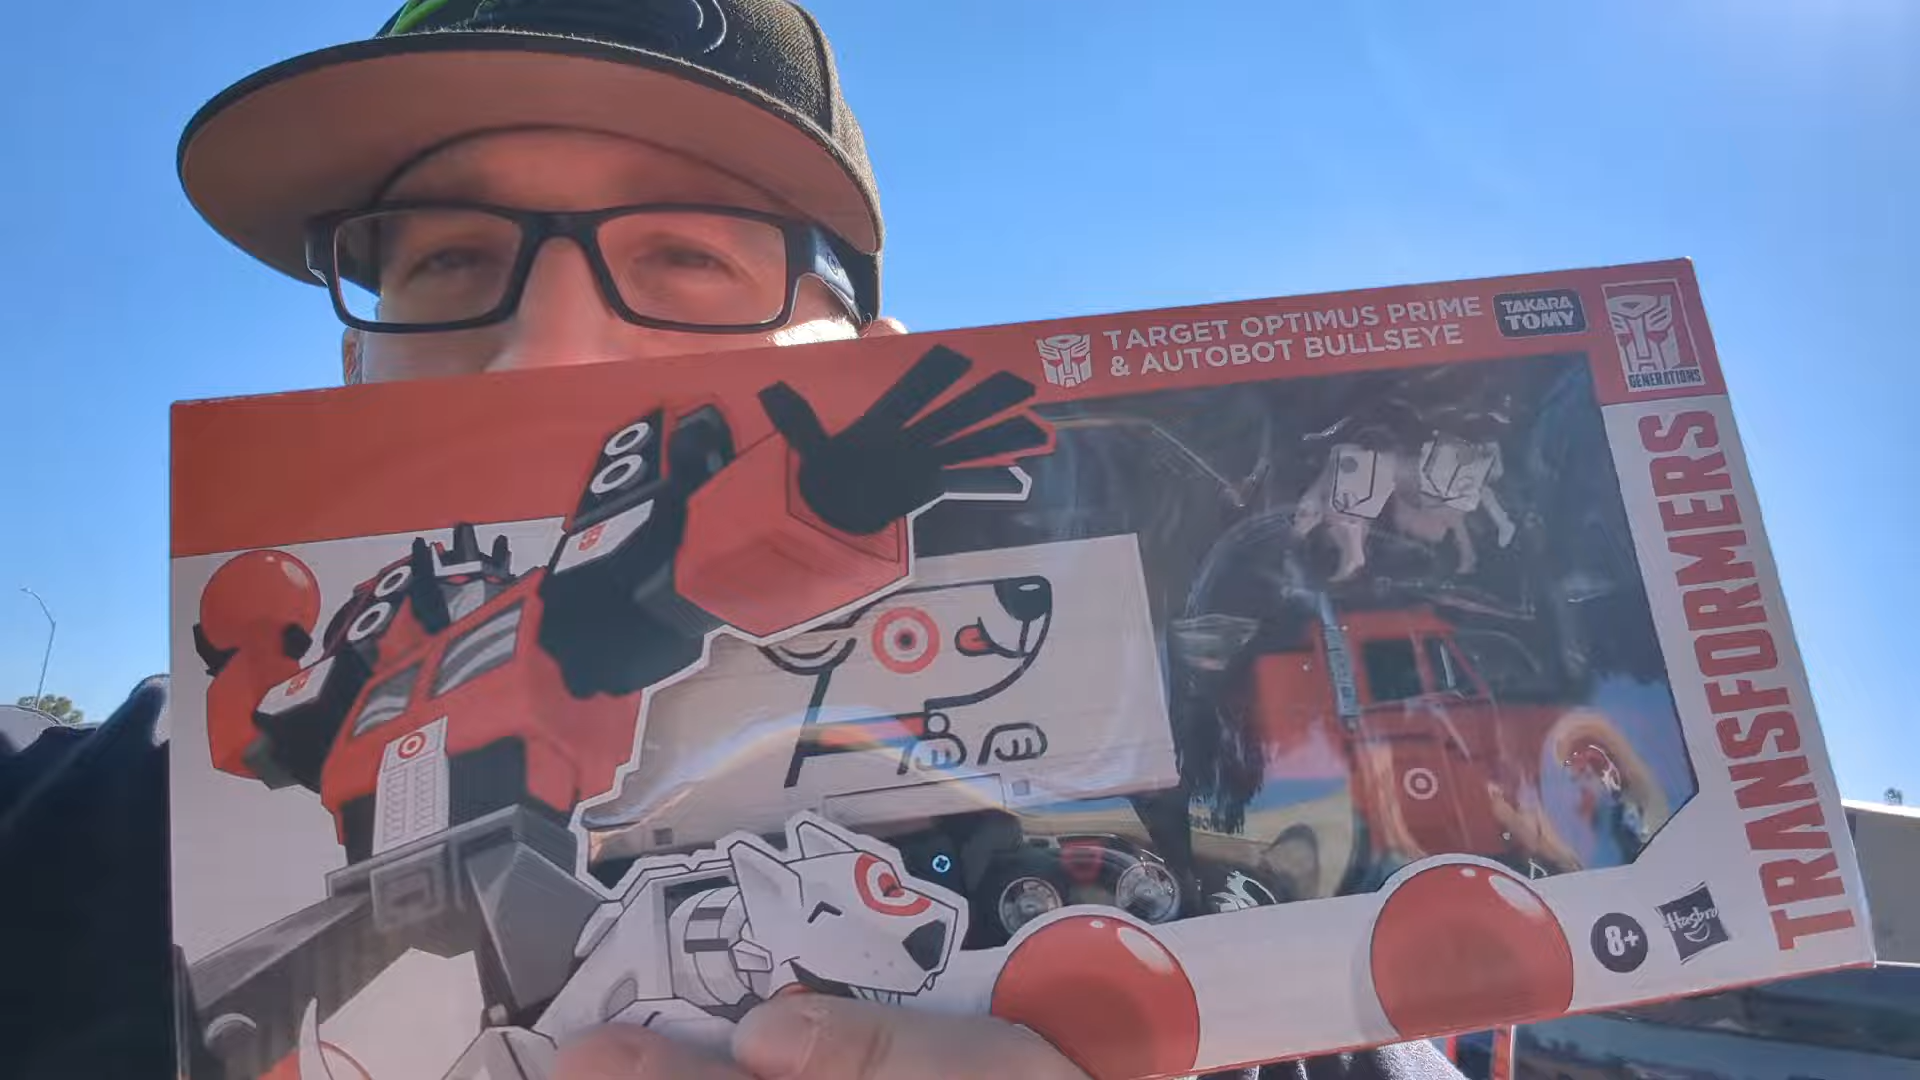 TARGET OPTIMUS PRIME
& AUTOBOT BULLSEYE
TAKARA
TOMY
GENERATIONS
TRANSFORMERS
8+
Hasbro